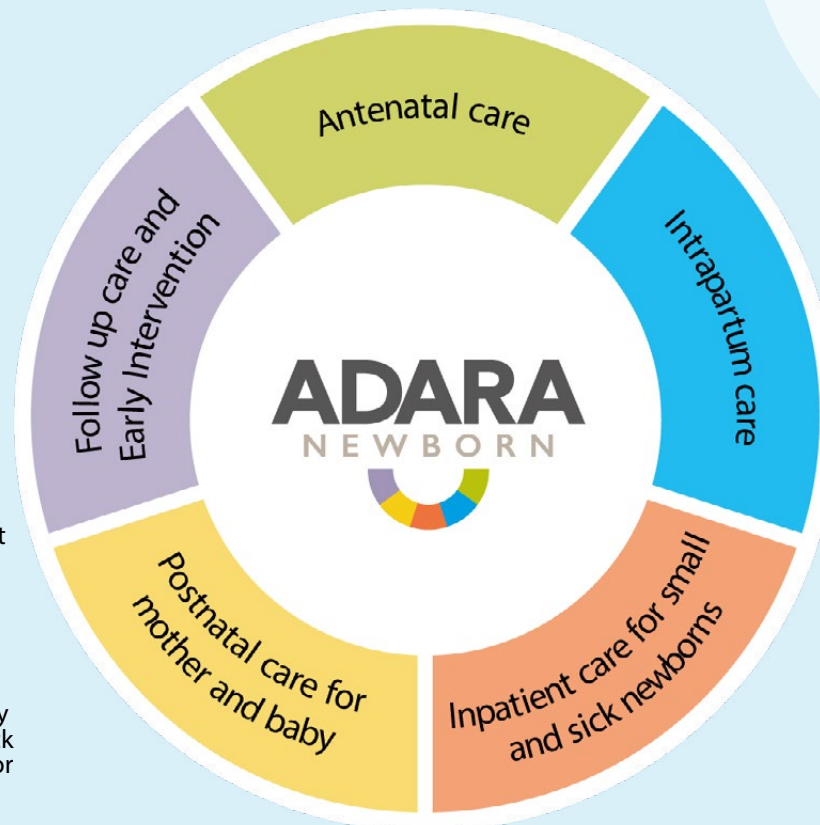 Antenatal care
Intrapartum care
Inpatient care for small
and sick newborns
Postnatal care for
mother and baby
Follow up care and
Early Intervention
ADARA
NEWBORN
or